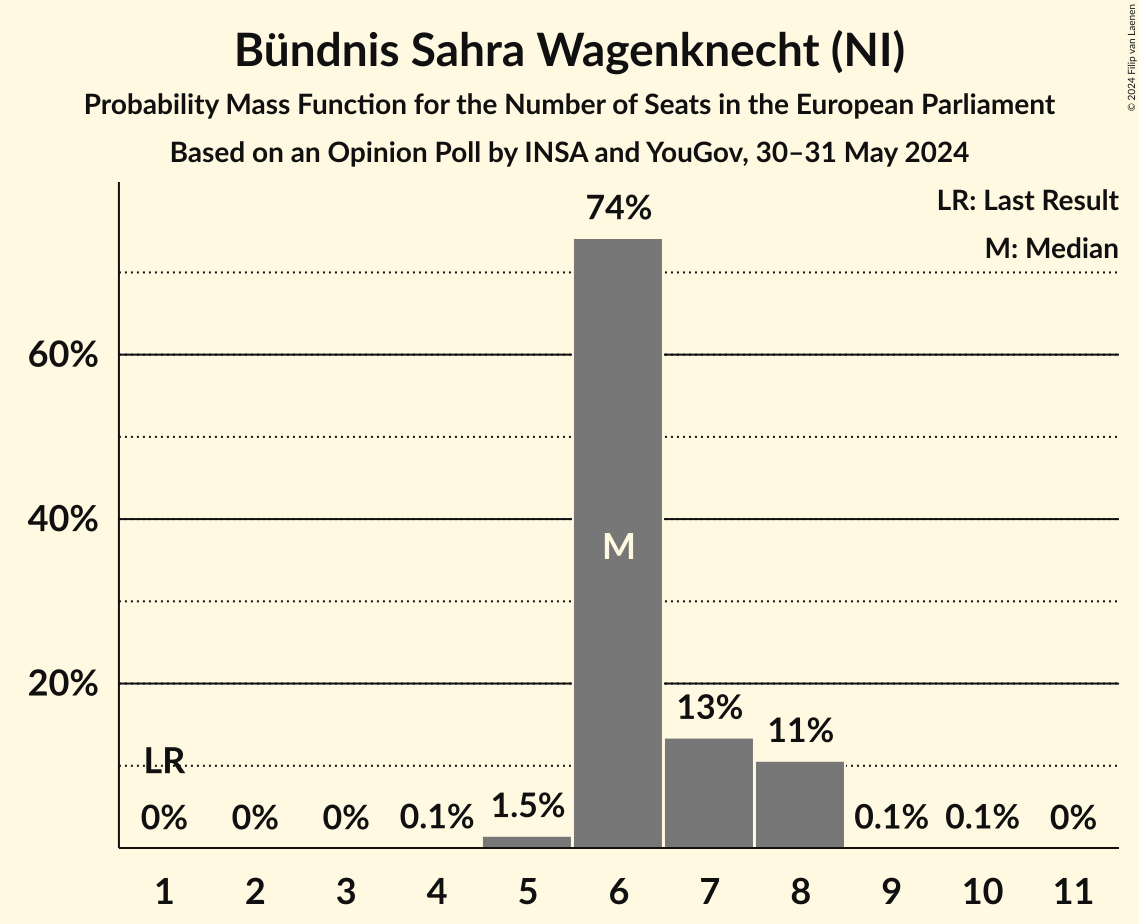 Bündnis Sahra Wagenknecht (NI)
Probability Mass Function for the Number of Seats in the European Parliament
Based on an Opinion Poll by INSA and YouGov, 30–31 May 2024
© 2024 Filip van Laenen
LR: Last Result
M: Median
74%
60%
40%
M
20%
13%
11%
LR
0% 0% 0% 0.1% 1.5% 0.1% 0.1% 0%
1 2 3 4 5 6 7 8 9 10 11